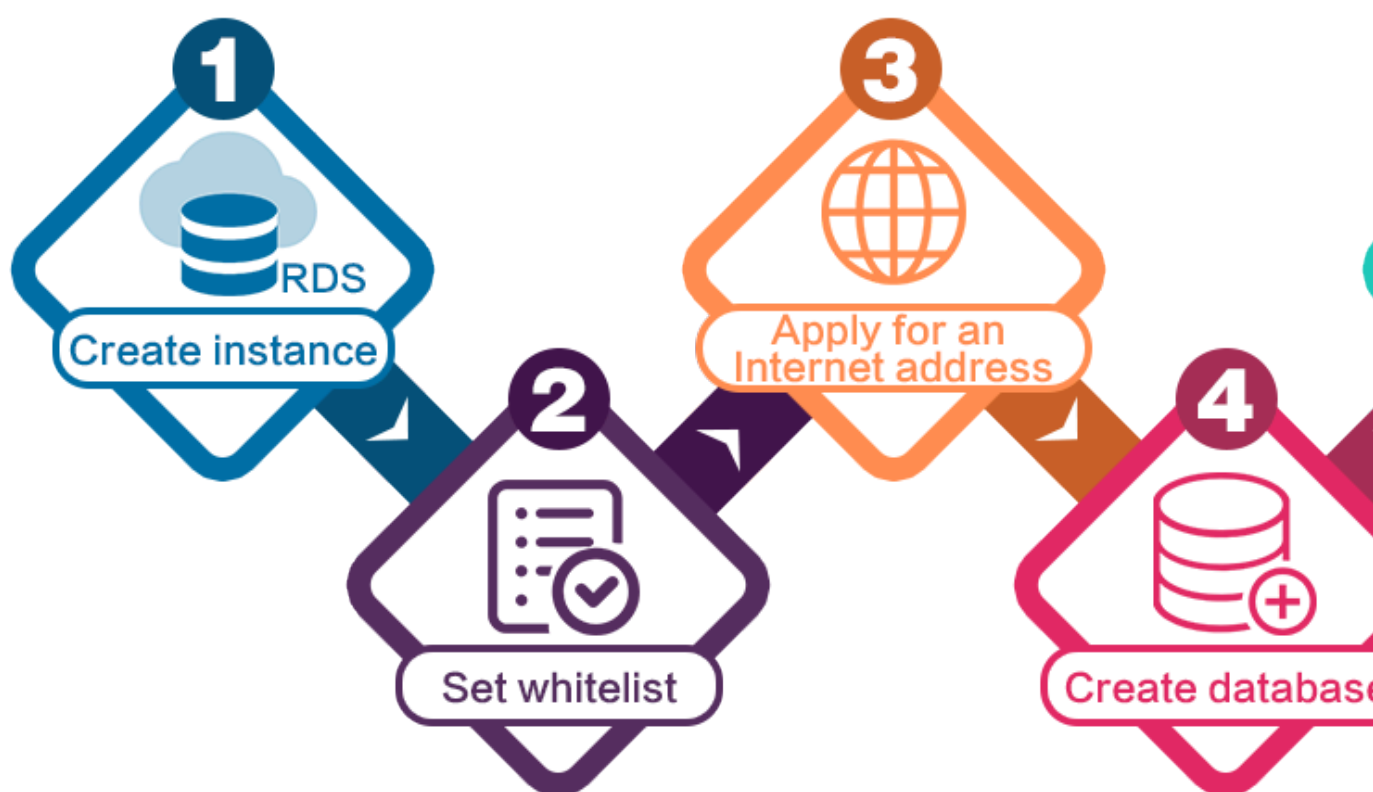 1
RDS
Create instance
2
Set whitelist
3
Apply for an
Internet address
4
Create database